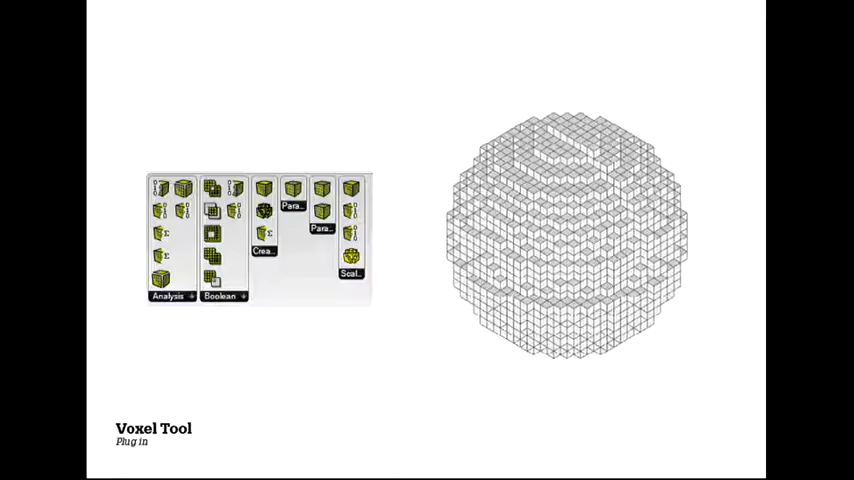 Para...
Para...
Crea...
Scal...
Analysis
Boolean
Voxel Tool
Plug in